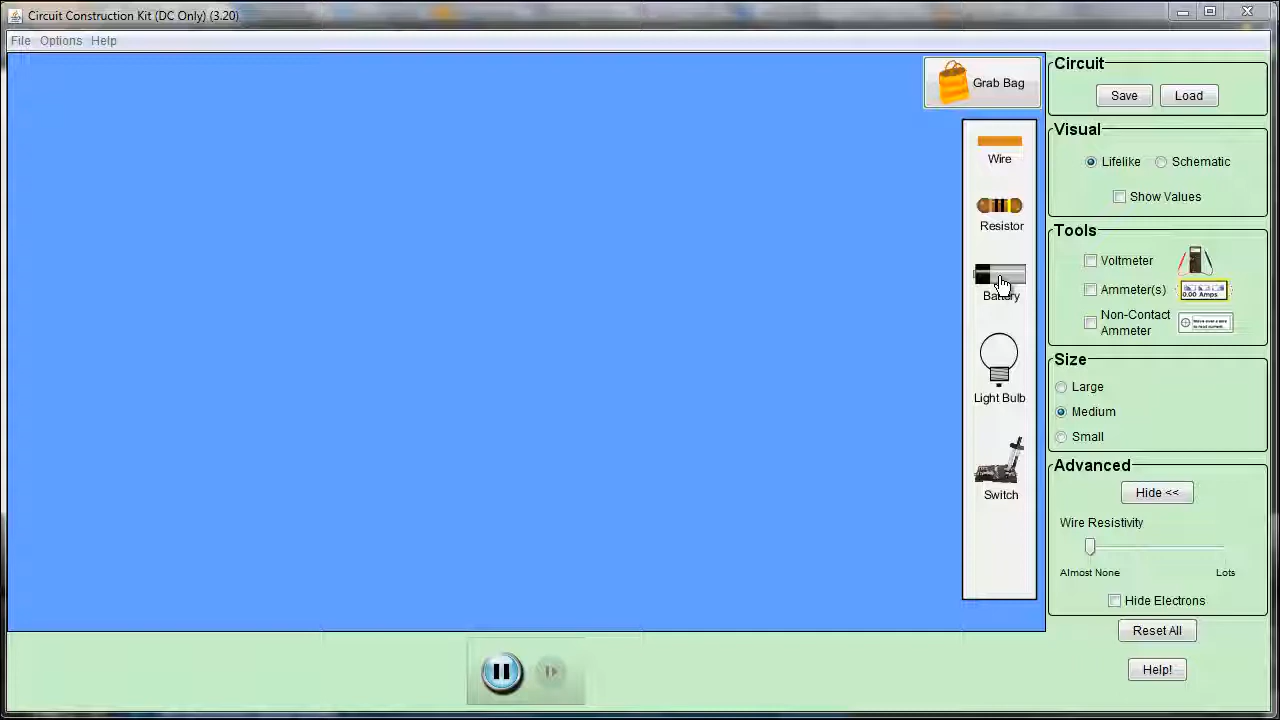 Circuit Construction Kit (DC Only) (3.20)
File Options Help
Grab Bag
Wire
Resistor
Battery
Light Bulb
Switch
Circuit
Save Load
Visual
Lifelike Schematic
Show Values
Tools
Voltmeter
Ammeter(s)
0.00 Amps
Non-Contact
Ammeter
Size
Large
Medium
Small
Advanced
Hide <<
Wire Resistivity
Almost None Lots
Hide Electrons
Reset All
Help!